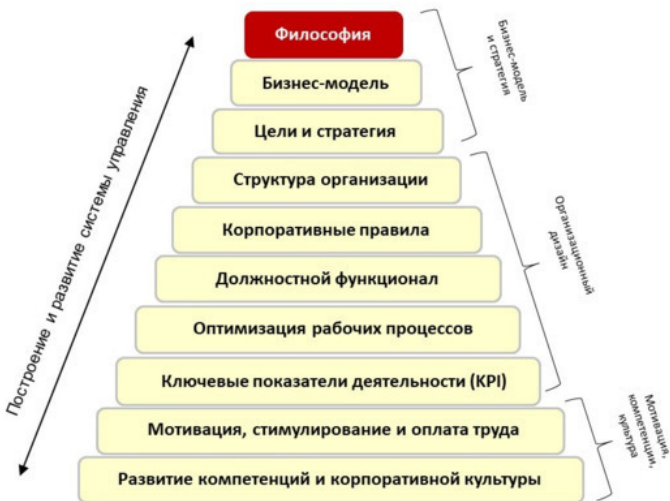 Философия
Бизнес-модель
Цели и стратегия
Структура организации
Корпоративные правила
Должностной функционал
Оптимизация рабочих процессов
Ключевые показатели деятельности (KPI)
Мотивация, стимулирование и оплата труда
Развитие компетенций и корпоративной культуры
Построение и развитие системы управления
Бизнес-модель
и стратегия
Организационный
дизайн
Мотивация,
компетенции,
культура